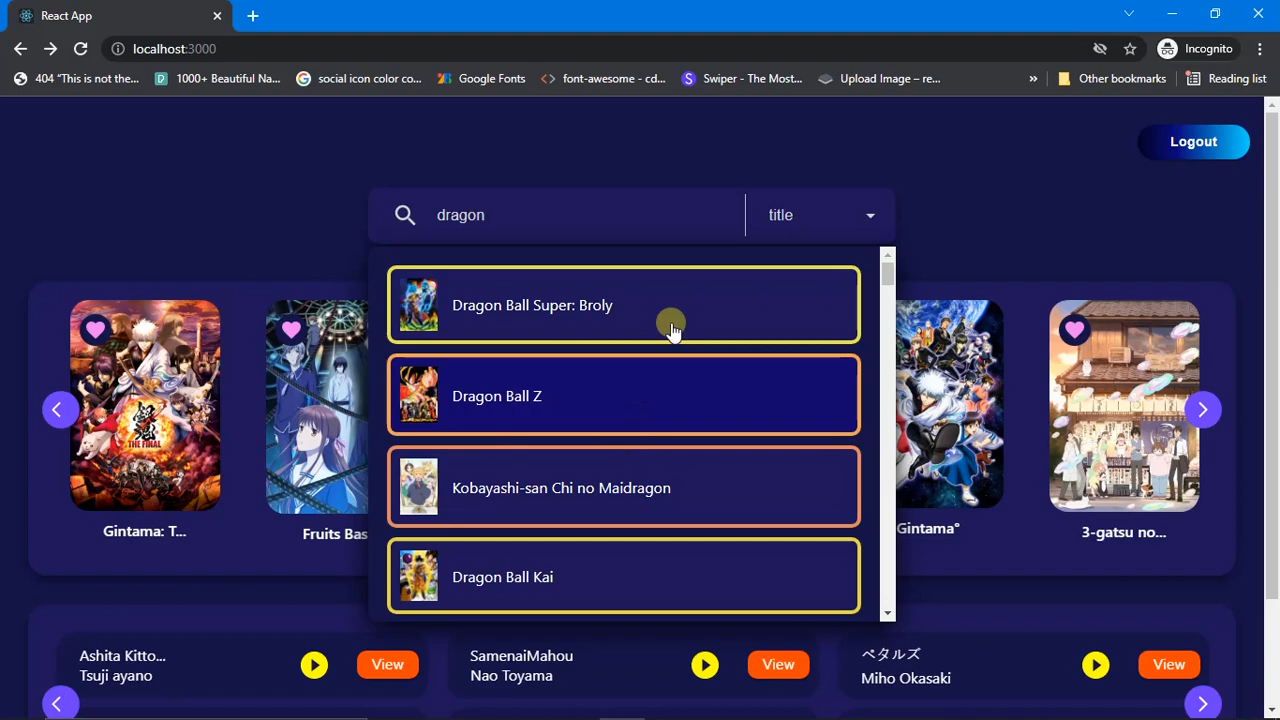 React App
localhost:3000
Incognito
404 "This is not the...
1000+ Beautiful Na...
social icon color co...
Google Fonts
font-awesome - cd...
Swiper - The Most...
Upload Image – re...
»
Other bookmarks
Reading list
Logout
dragon
title
Dragon Ball Super: Broly
Dragon Ball Z
Kobayashi-san Chi no Maidragon
Dragon Ball Kai
THE FINAL
Gintama: T...
Fruits Bas
Gintama°
3-gatsu no...
Ashita Kitto...
Tsuji ayano
View
SamenaiMahou
Nao Toyama
View
ペタルズ
Miho Okasaki
View